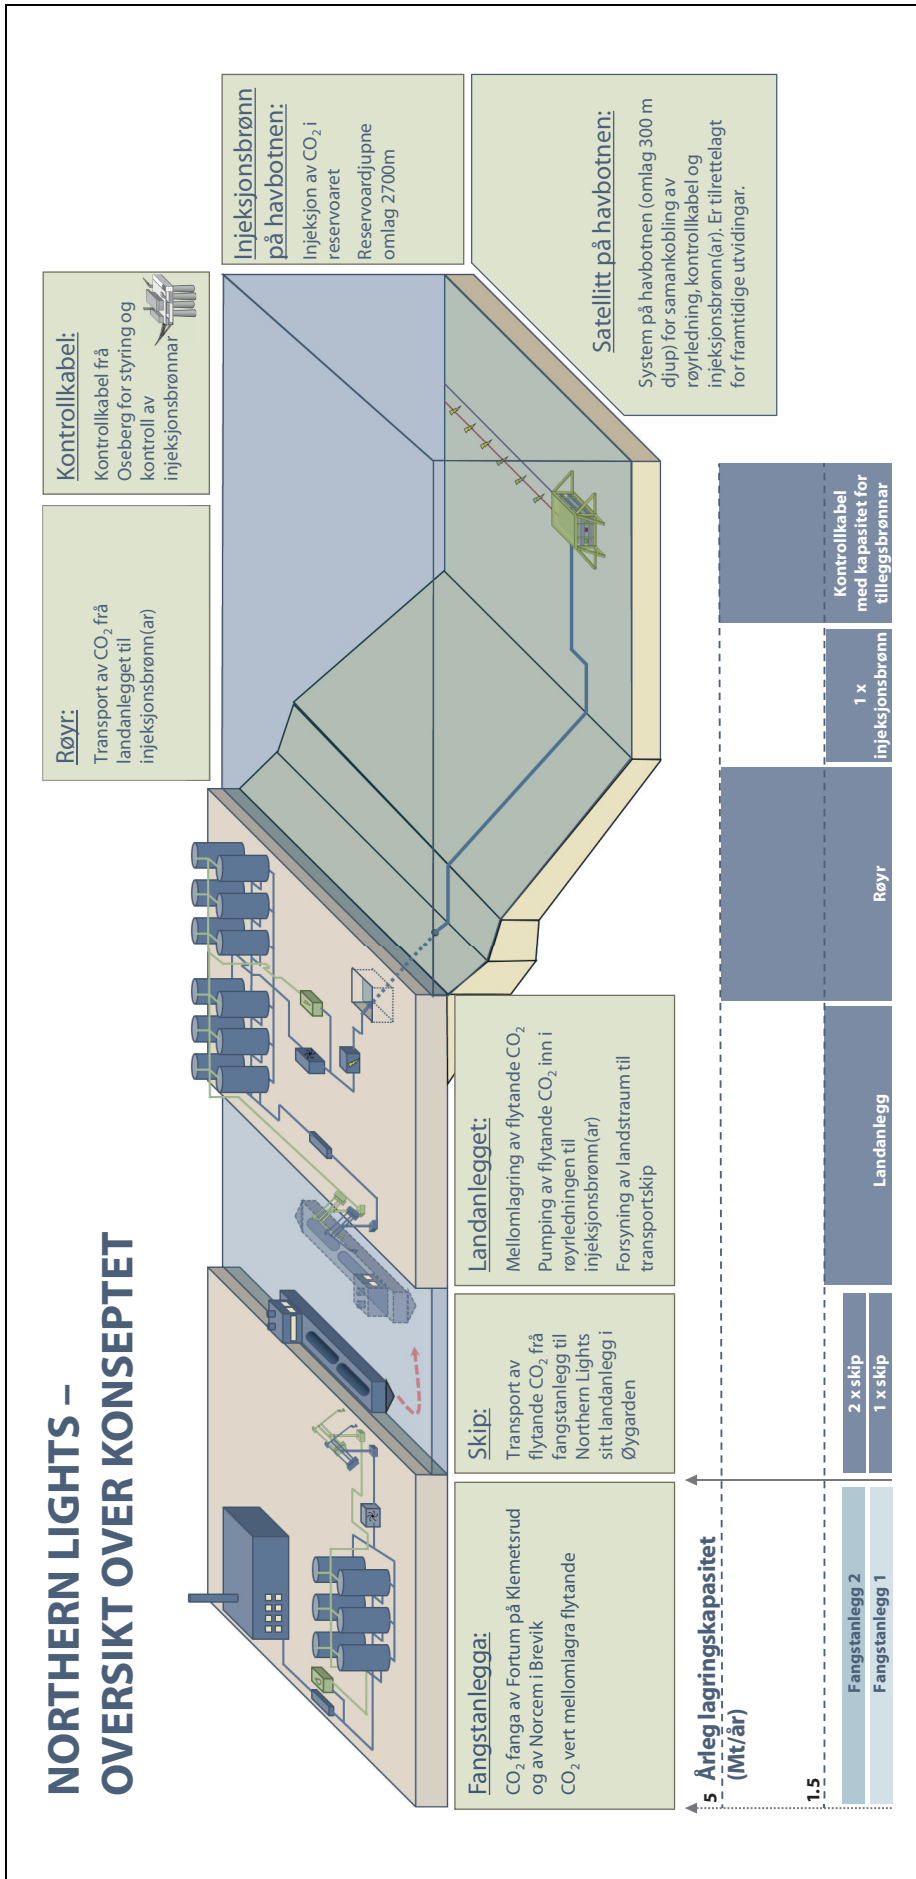 NORTHERN LIGHTS –
OVERSIKT OVER KONSEPTET
Røyr:
Transport av CO₂ frå
landanlegget til
injeksjonsbrønn(ar)
Kontrollkabel:
Kontrollkabel frå
Oseberg for styring og
kontroll av
injeksjonsbrønnar
Injeksjonsbrønn
på havbotnen:
Injeksjon av CO₂ i
reservoaret
Reservoardjupne
omlag 2700m
Fangstanlegga:
CO₂ fanga av Fortum på Klemetsrud
og av Norcem i Brevik
CO₂ vert mellomlagra flytande
Skip:
Transport av
flytande CO₂ frå
fangstanlegg til
Northern Lights
sitt landanlegg i
Øygarden
Landanlegget:
Mellomlagring av flytande CO₂
Pumping av flytande CO₂ inn i
røyrledningen til
injeksjonsbrønn(ar)
Forsyning av landstraum til
transportskip
Satellitt på havbotnen:
System på havbotnen (omlag 300 m
djup) for samankobling av
røyrledning, kontrollkabel og
injeksjonsbrønn(ar). Er tilrettelagt
for framtidige utvidingar.
Årleg lagringskapasitet
(Mt/år)
5
1.5
Fangstanlegg 2
Fangstanlegg 1
2 x skip
1 x skip
Landanlegg
Røyr
1 x
injeksjonsbrønn
Kontrollkabel
med kapasitet for
tilleggsbrønnar